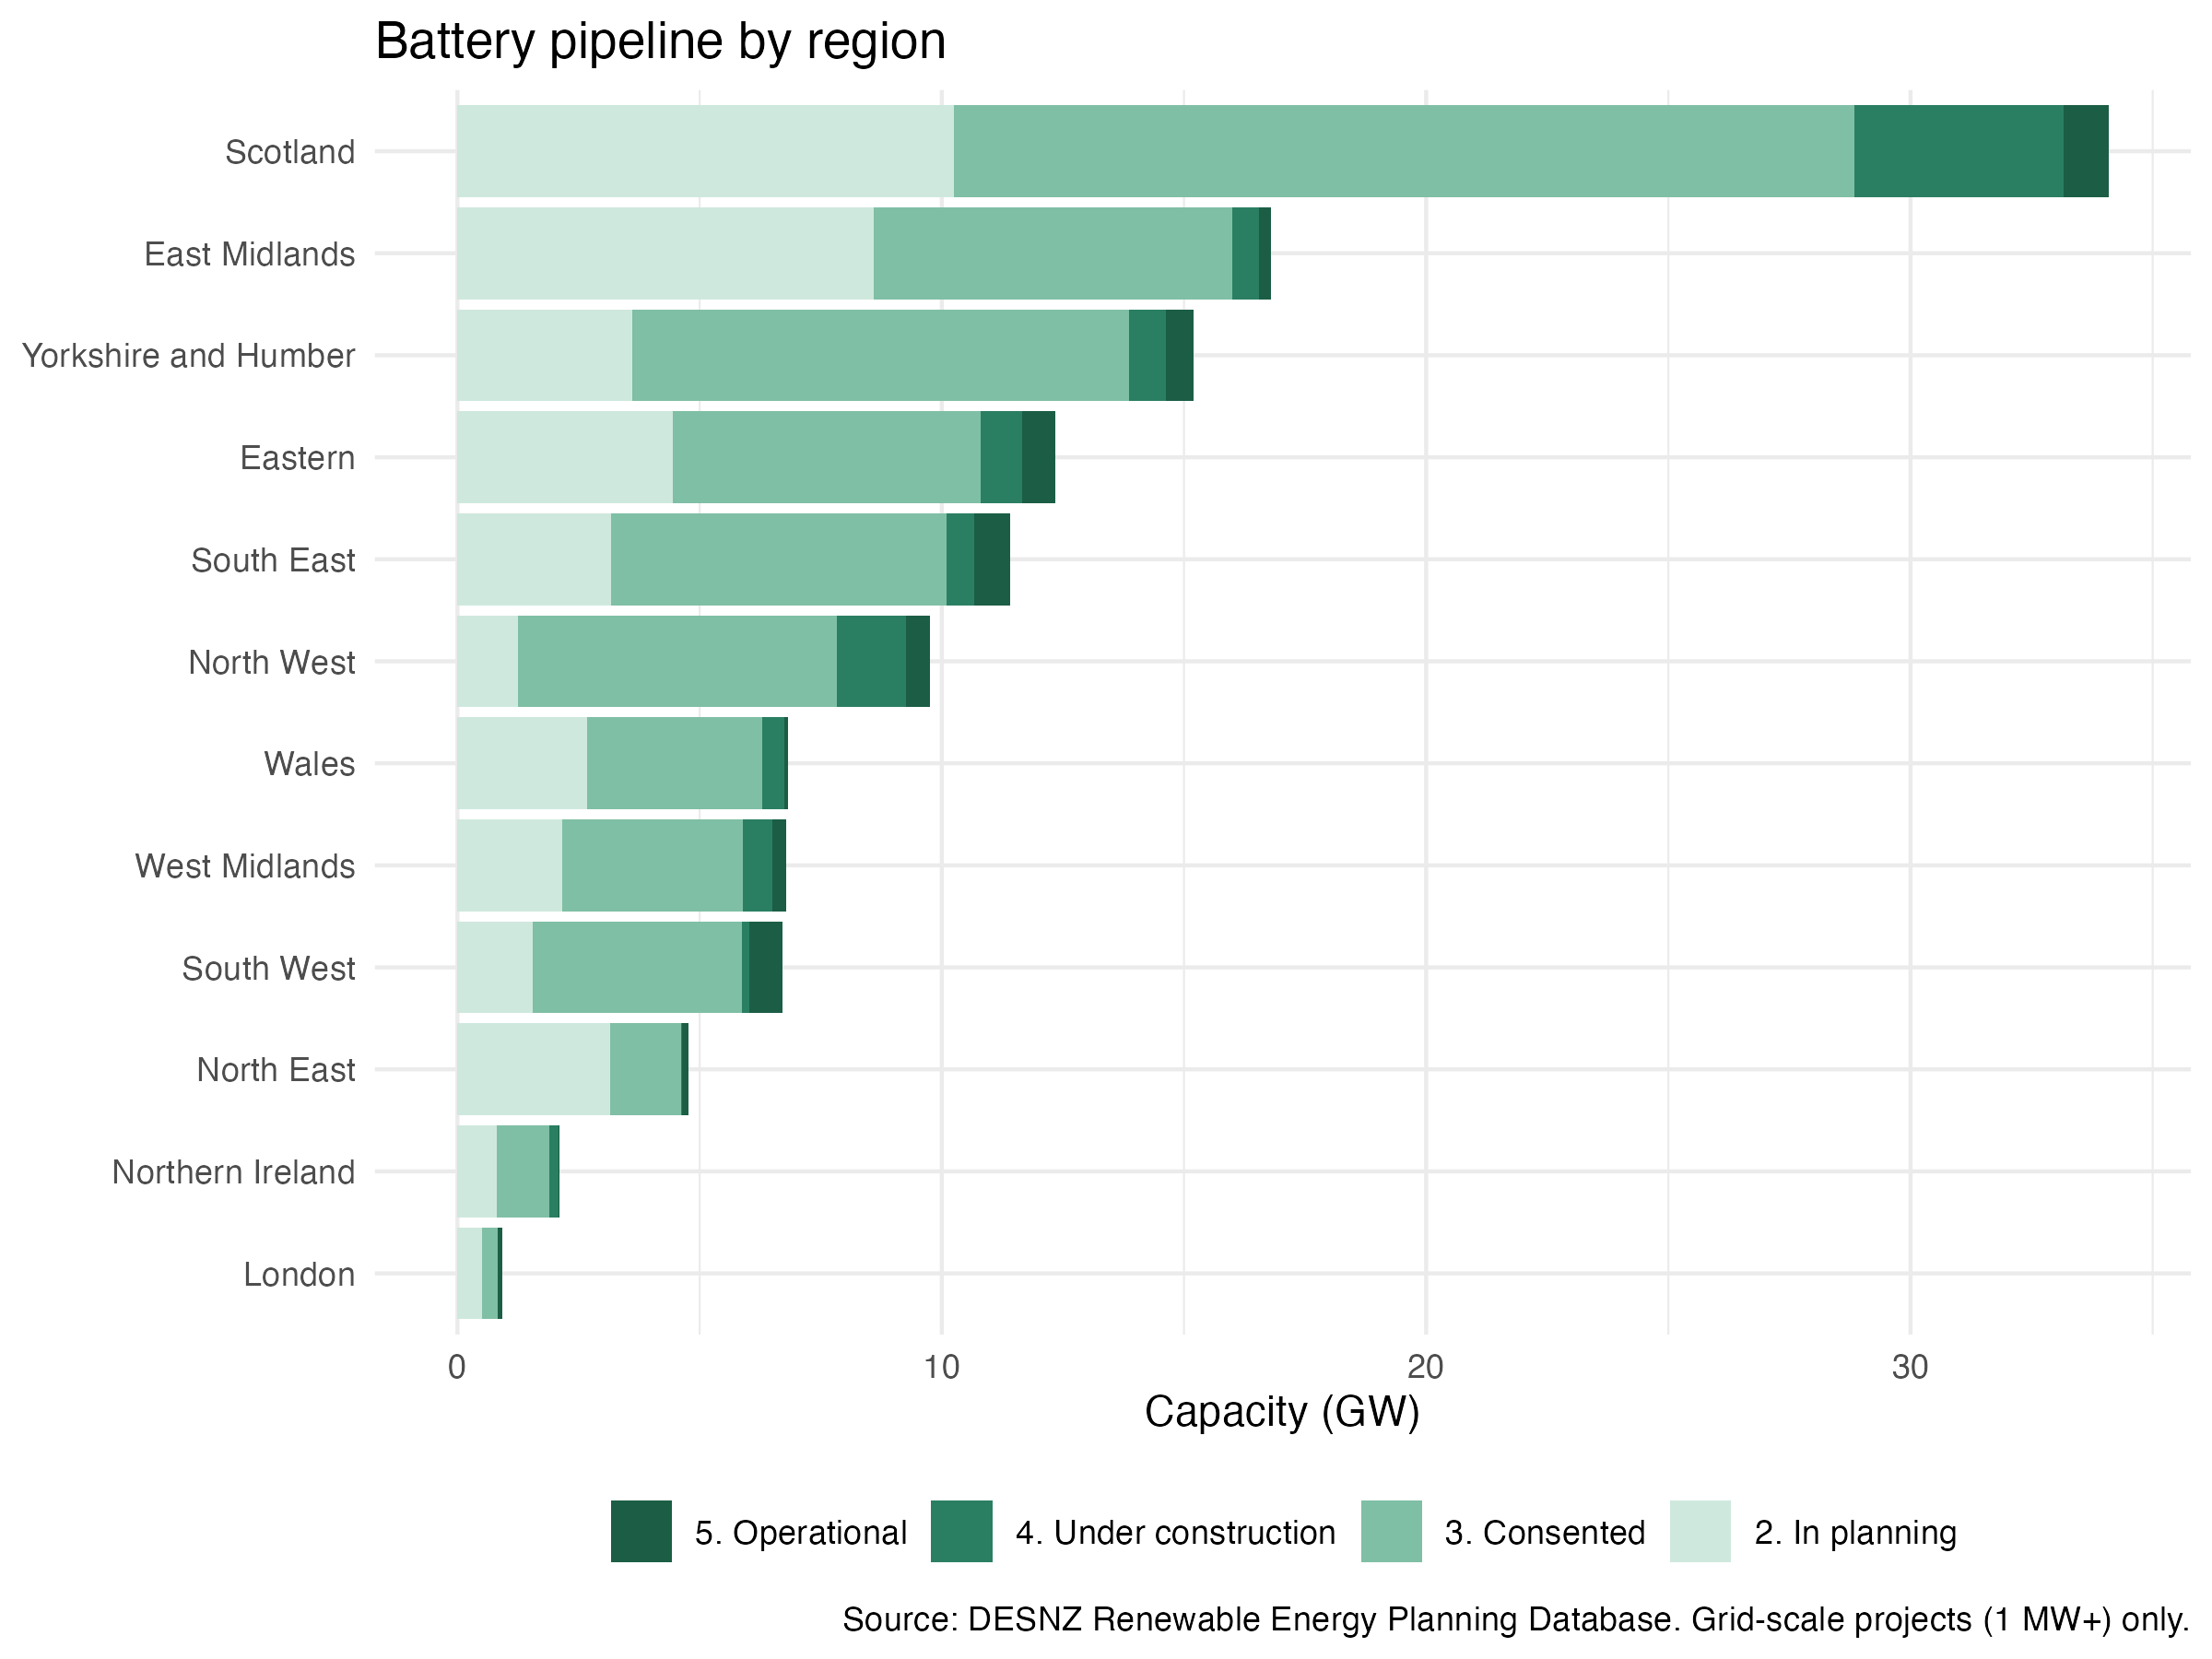 Battery pipeline by region
Scotland
East Midlands
Yorkshire and Humber
Eastern
South East
North West
Wales
West Midlands
South West
North East
Northern Ireland
London
0 10 20 30
Capacity (GW)
5. Operational 4. Under construction 3. Consented 2. In planning
Source: DESNZ Renewable Energy Planning Database. Grid-scale projects (1 MW+) only.